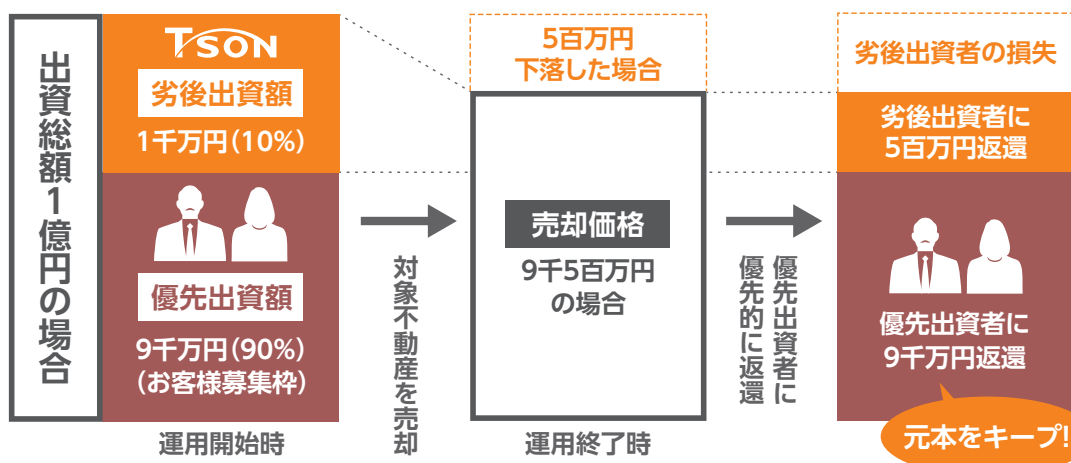 出資総額1億円の場合
TSON
劣後出資額
1千万円(10%)
優先出資額
9千万円(90%)
(お客様募集枠)
運用開始時
対象不動産を売却
5百万円
下落した場合
売却価格
9千5百万円
の場合
運用終了時
優先出資者に
優先的に返還
劣後出資者の損失
劣後出資者に
5百万円返還
優先出資者に
9千万円返還
元本をキープ!